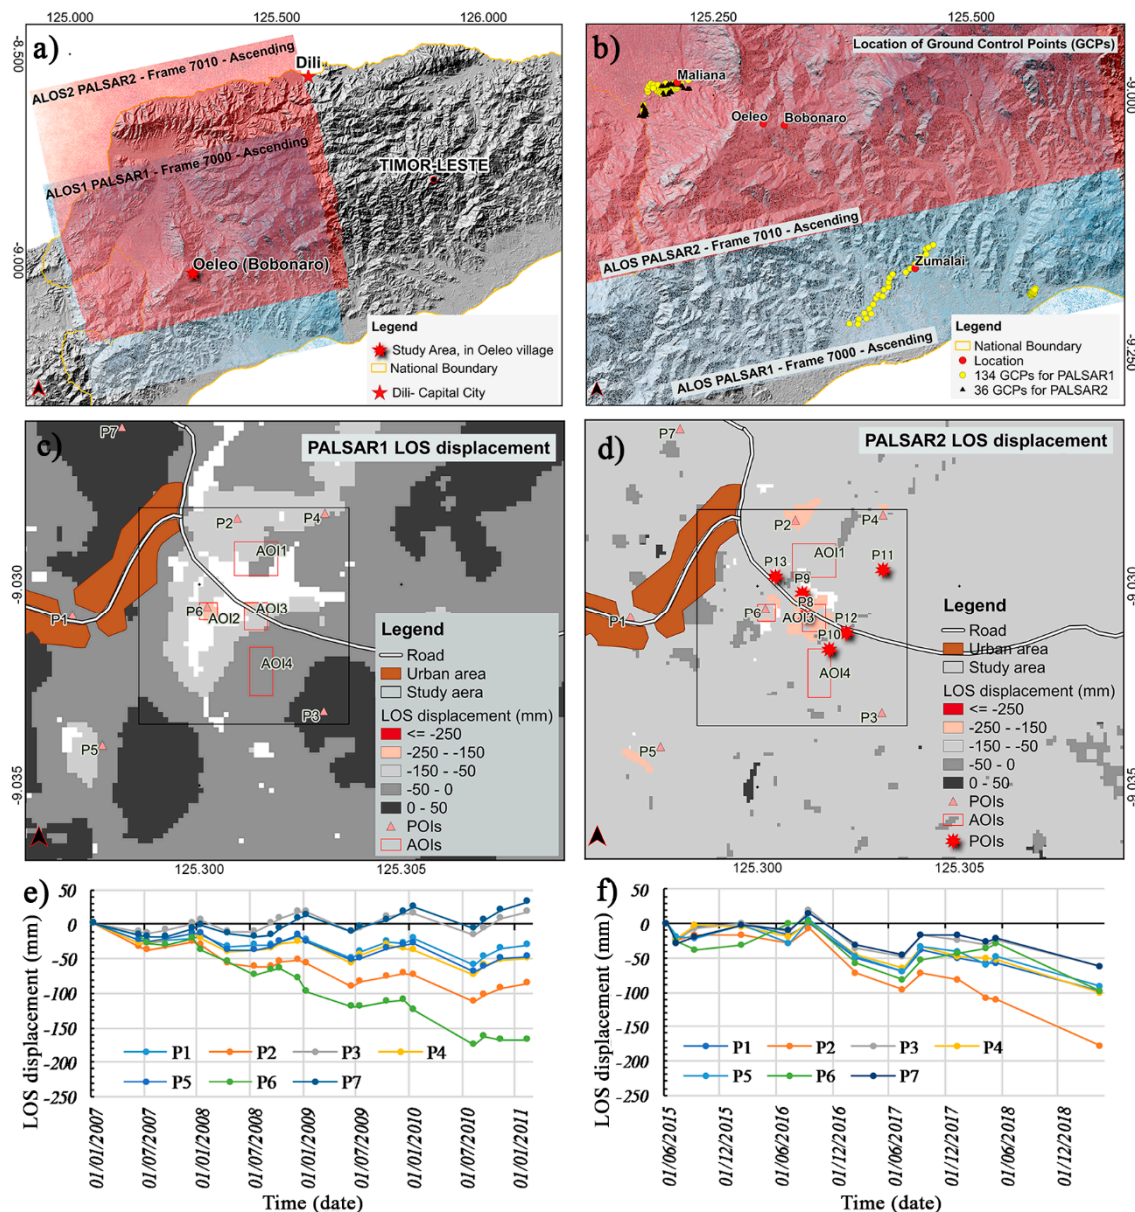 125.000
125.500
126.000
-8.500
-9.000
a)
Dili
ALOS2 PALSAR2 - Frame 7010 - Ascending
ALOS1 PALSAR1 - Frame 7000 - Ascending
TIMOR-LESTE
Oeleo (Bobonaro)
Legend
Study Area, in Oeleo village
National Boundary
Dili- Capital City
125.250
125.500
-9.000
-9.250
b)
Location of Ground Control Points (GCPs)
Maliana
Oeleo
Bobonaro
ALOS PALSAR2 - Frame 7010 - Ascending
Zumalai
ALOS PALSAR1 - Frame 7000 - Ascending
Legend
National Boundary
Location
134 GCPs for PALSAR1
36 GCPs for PALSAR2
c)
PALSAR1 LOS displacement
P7
P2
P4
AOI1
P6
AOI2
AOI3
P1
AOI4
P3
P5
-9.030
-9.035
125.300
125.305
Legend
Road
Urban area
Study aera
LOS displacement (mm)
<= -250
-250 - -150
-150 - -50
-50 - 0
0 - 50
POIs
AOIs
d)
PALSAR2 LOS displacement
P7
P2
P4
AOI1
P11
P13
P9
P8
P6
AOI3
P12
P10
P1
AOI4
P3
P5
-9.030
-9.035
125.300
125.305
Legend
Road
Urban area
Study area
LOS displacement (mm)
<= -250
-250 - -150
-150 - -50
-50 - 0
0 - 50
POIs
AOIs
POIs
e)
LOS displacement (mm)
50
0
-50
-100
-150
-200
-250
P1
P2
P3
P4
P5
P6
P7
01/01/2007
01/07/2007
01/01/2008
01/07/2008
01/01/2009
01/07/2009
01/01/2010
01/07/2010
01/01/2011
Time (date)
f)
LOS displacement (mm)
50
0
-50
-100
-150
-200
-250
P1
P2
P3
P4
P5
P6
P7
01/06/2015
01/12/2015
01/06/2016
01/12/2016
01/06/2017
01/12/2017
01/06/2018
01/12/2018
Time (date)